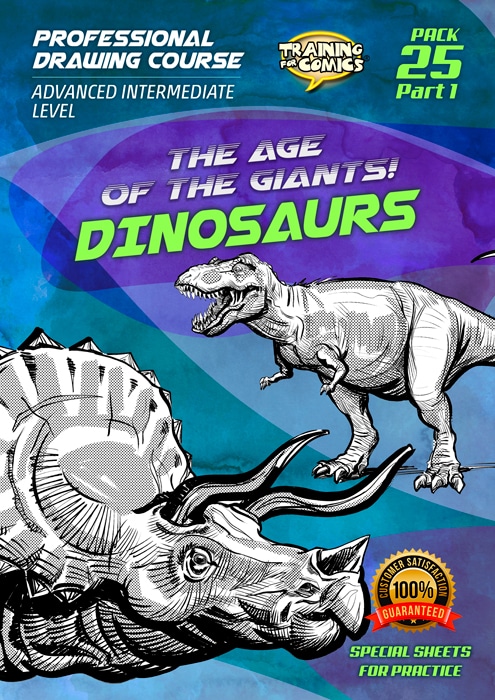 PROFESSIONAL
DRAWING COURSE
ADVANCED INTERMEDIATE
LEVEL
TRAINING
FOR COMICS
PACK
25
Part 1
THE AGE
OF THE GIANTS!
DINOSAURS
CUSTOMER SATISFACTION
100%
GUARANTEED
SPECIAL SHEETS
FOR PRACTICE